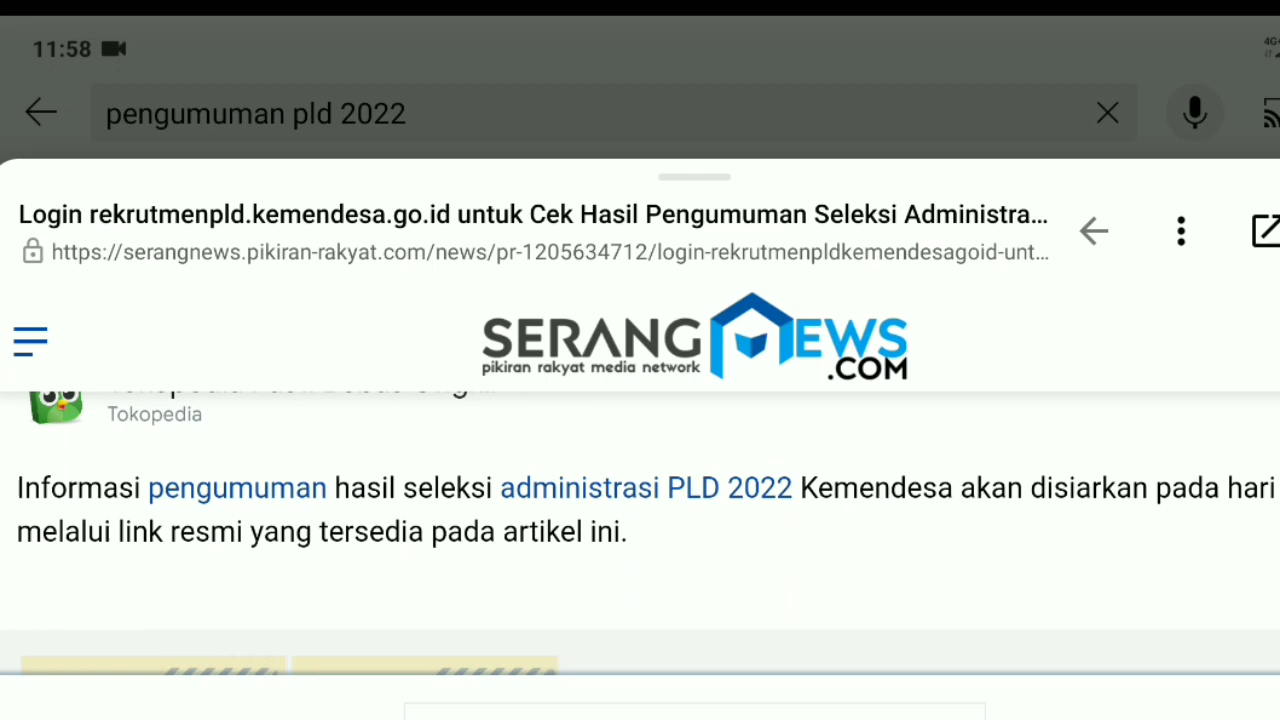 11:58
4G+
pengumuman pld 2022
Login rekrutmenpld.kemendesa.go.id untuk Cek Hasil Pengumuman Seleksi Administra...
https://serangnews.pikiran-rakyat.com/news/pr-1205634712/login-rekrutmenpldkemendesagoid-unt...
SERANG NEWS
pikiran rakyat media network
.COM
Tokopedia
Informasi pengumuman hasil seleksi administrasi PLD 2022 Kemendesa akan disiarkan pada hari
melalui link resmi yang tersedia pada artikel ini.